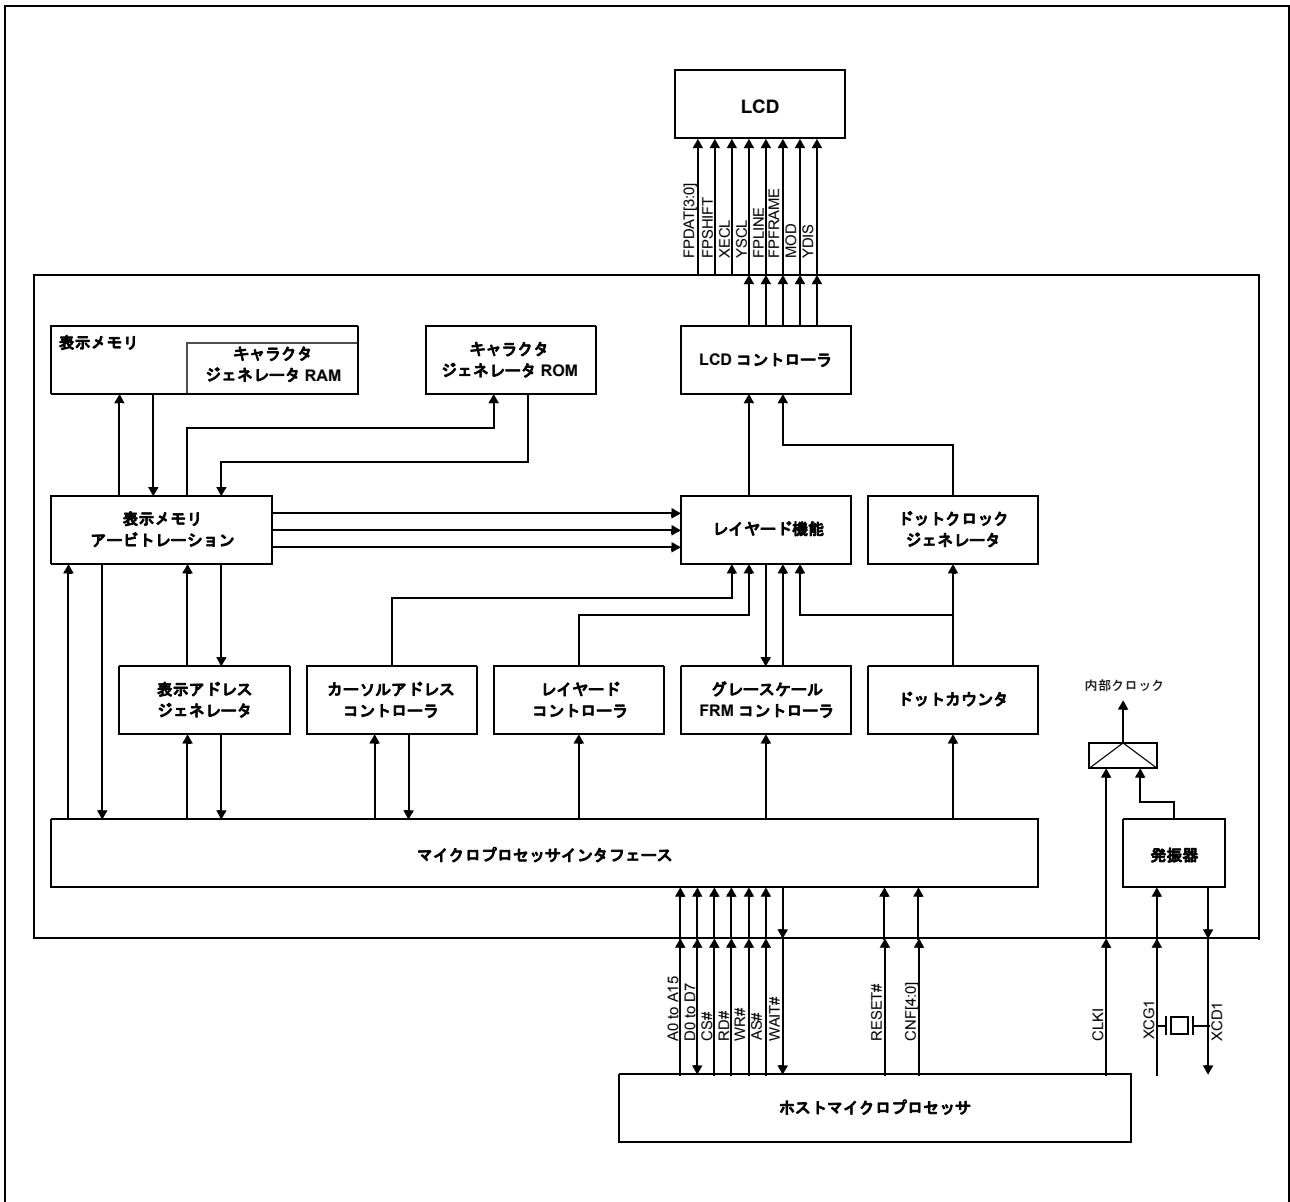 LCD
FPDAT[3:0]
FPSHIFT
XECL
YSCL
FPLINE
FPFRAME
MOD
YDIS
表示メモリ
キャラクタ
ジェネレータ RAM
キャラクタ
ジェネレータ ROM
LCD コントローラ
表示メモリ
アービトレーション
レイヤード機能
ドットクロック
ジェネレータ
表示アドレス
ジェネレータ
カーソルアドレス
コントローラ
レイヤード
コントローラ
グレースケール
FRM コントローラ
ドットカウンタ
内部クロック
マイクロプロセッサインタフェース
発振器
A0 to A15
D0 to D7
CS#
RD#
WR#
AS#
WAIT#
RESET#
CNF[4:0]
CLKI
XCG1
XCD1
ホストマイクロプロセッサ